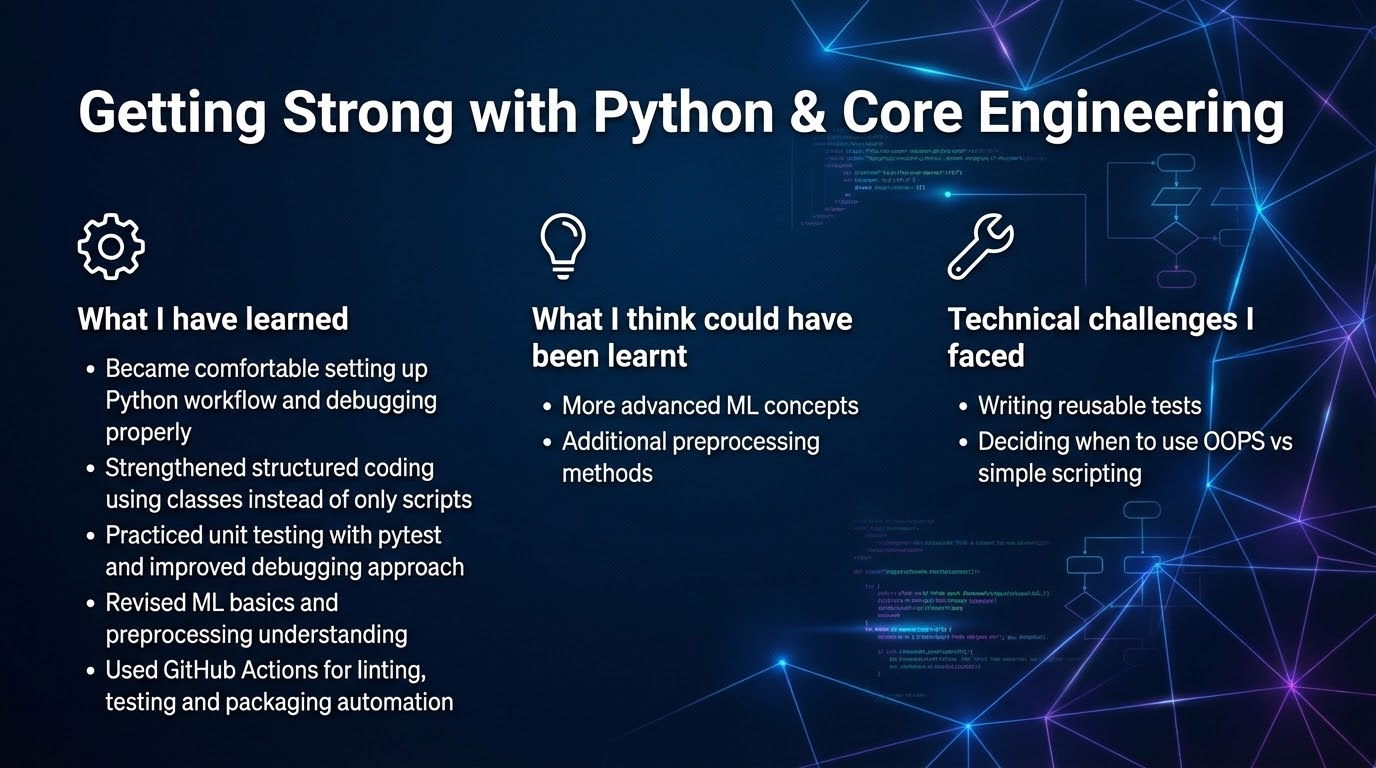 Getting Strong with Python & Core Engineering
What I have learned
• Became comfortable setting up
Python workflow and debugging
properly
• Strengthened structured coding
using classes instead of only scripts
• Practiced unit testing with pytest
and improved debugging approach
• Revised ML basics and
preprocessing understanding
• Used GitHub Actions for linting,
testing and packaging automation
What I think could have
been learnt
• More advanced ML concepts
• Additional preprocessing
methods
Technical challenges I
faced
• Writing reusable tests
• Deciding when to use OOPS vs
simple scripting